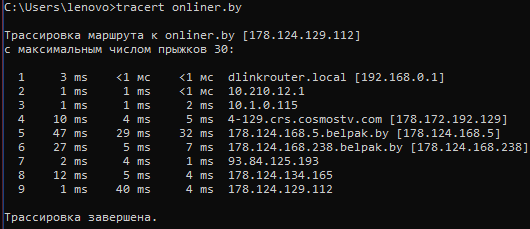 C:\Users\lenovo>tracert onliner.by
Трассировка маршрута к onliner.by [178.124.129.112]
с максимальным числом прыжков 30:
1 3 ms <1 мс <1 мс dlinkrouter.local [192.168.0.1]
2 1 ms 1 ms <1 мс 10.210.12.1
3 1 ms 1 ms 2 ms 10.1.0.115
4 10 ms 4 ms 5 ms 4-129.crs.cosmostv.com [178.172.192.129]
5 47 ms 29 ms 32 ms 178.124.168.5.belpak.by [178.124.168.5]
6 27 ms 5 ms 7 ms 178.124.168.238.belpak.by [178.124.168.238]
7 2 ms 4 ms 1 ms 93.84.125.193
8 12 ms 5 ms 4 ms 178.124.134.165
9 1 ms 40 ms 4 ms 178.124.129.112
Трассировка завершена.